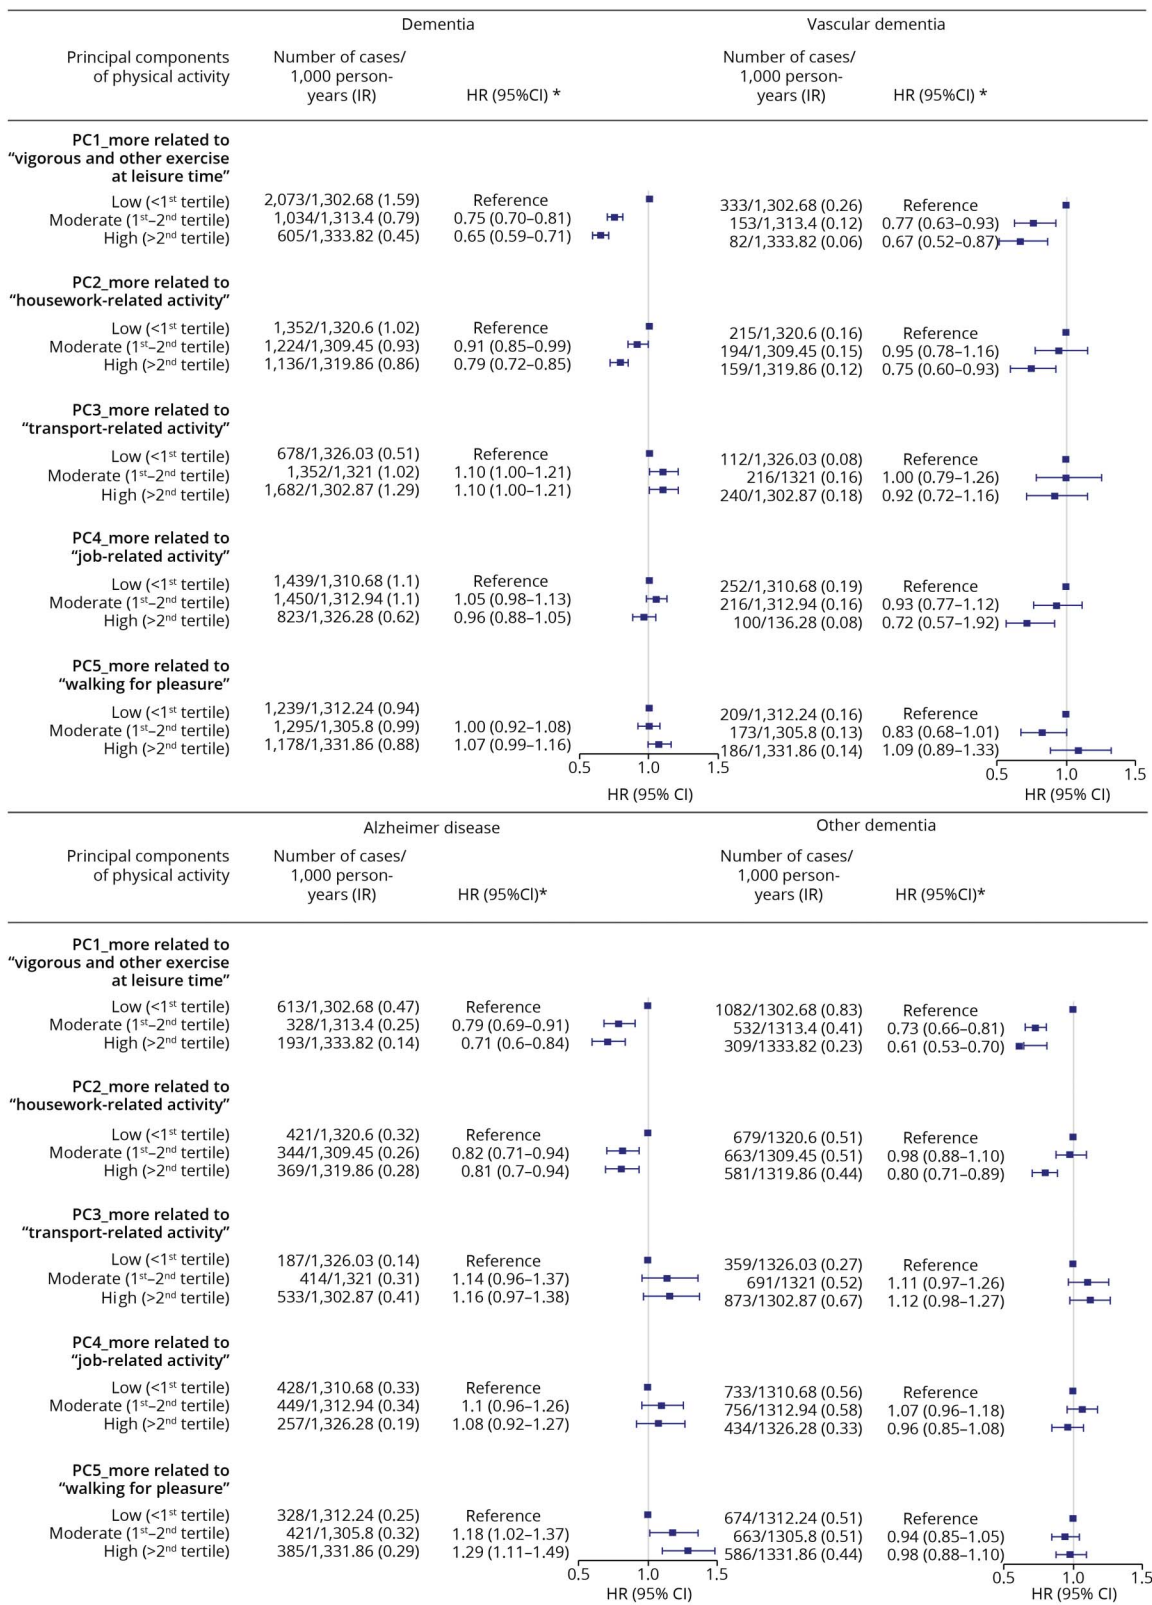 Dementia Vascular dementia
Principal components Number of cases/ Number of cases/
of physical activity 1,000 person- 1,000 person-
years (IR) HR (95%CI) * years (IR) HR (95%CI) *
PC1_more related to
“vigorous and other exercise
at leisure time”
Low (<1st tertile) 2,073/1,302.68 (1.59) Reference 333/1,302.68 (0.26) Reference
Moderate (1st–2nd tertile) 1,034/1,313.4 (0.79) 0.75 (0.70–0.81) 153/1,313.4 (0.12) 0.77 (0.63–0.93)
High (>2nd tertile) 605/1,333.82 (0.45) 0.65 (0.59–0.71) 82/1,333.82 (0.06) 0.67 (0.52–0.87)
PC2_more related to
“housework-related activity”
Low (<1st tertile) 1,352/1,320.6 (1.02) Reference 215/1,320.6 (0.16) Reference
Moderate (1st–2nd tertile) 1,224/1,309.45 (0.93) 0.91 (0.85–0.99) 194/1,309.45 (0.15) 0.95 (0.78–1.16)
High (>2nd tertile) 1,136/1,319.86 (0.86) 0.79 (0.72–0.85) 159/1,319.86 (0.12) 0.75 (0.60–0.93)
PC3_more related to
“transport-related activity”
Low (<1st tertile) 678/1,326.03 (0.51) Reference 112/1,326.03 (0.08) Reference
Moderate (1st–2nd tertile) 1,352/1,321 (1.02) 1.10 (1.00–1.21) 216/1321 (0.16) 1.00 (0.79–1.26)
High (>2nd tertile) 1,682/1,302.87 (1.29) 1.10 (1.00–1.21) 240/1,302.87 (0.18) 0.92 (0.72–1.16)
PC4_more related to
“job-related activity”
Low (<1st tertile) 1,439/1,310.68 (1.1) Reference 252/1,310.68 (0.19) Reference
Moderate (1st–2nd tertile) 1,450/1,312.94 (1.1) 1.05 (0.98–1.13) 216/1,312.94 (0.16) 0.93 (0.77–1.12)
High (>2nd tertile) 823/1,326.28 (0.62) 0.96 (0.88–1.05) 100/136.28 (0.08) 0.72 (0.57–1.92)
PC5_more related to
“walking for pleasure”
Low (<1st tertile) 1,239/1,312.24 (0.94) 209/1,312.24 (0.16) Reference
Moderate (1st–2nd tertile) 1,295/1,305.8 (0.99) 1.00 (0.92–1.08) 173/1,305.8 (0.13) 0.83 (0.68–1.01)
High (>2nd tertile) 1,178/1,331.86 (0.88) 1.07 (0.99–1.16) 186/1,331.86 (0.14) 1.09 (0.89–1.33)
0.5 1.0 1.5 0.5 1.0 1.5
HR (95% CI) HR (95% CI)
Alzheimer disease Other dementia
Principal components Number of cases/ Number of cases/
of physical activity 1,000 person- 1,000 person-
years (IR) HR (95%CI)* years (IR) HR (95%CI)*
PC1_more related to
“vigorous and other exercise
at leisure time”
Low (<1st tertile) 613/1,302.68 (0.47) Reference 1082/1302.68 (0.83) Reference
Moderate (1st–2nd tertile) 328/1,313.4 (0.25) 0.79 (0.69–0.91) 532/1313.4 (0.41) 0.73 (0.66–0.81)
High (>2nd tertile) 193/1,333.82 (0.14) 0.71 (0.6–0.84) 309/1333.82 (0.23) 0.61 (0.53–0.70)
PC2_more related to
“housework-related activity”
Low (<1st tertile) 421/1,320.6 (0.32) Reference 679/1320.6 (0.51) Reference
Moderate (1st–2nd tertile) 344/1,309.45 (0.26) 0.82 (0.71–0.94) 663/1309.45 (0.51) 0.98 (0.88–1.10)
High (>2nd tertile) 369/1,319.86 (0.28) 0.81 (0.7–0.94) 581/1319.86 (0.44) 0.80 (0.71–0.89)
PC3_more related to
“transport-related activity”
Low (<1st tertile) 187/1,326.03 (0.14) Reference 359/1326.03 (0.27) Reference
Moderate (1st–2nd tertile) 414/1,321 (0.31) 1.14 (0.96–1.37) 691/1321 (0.52) 1.11 (0.97–1.26)
High (>2nd tertile) 533/1,302.87 (0.41) 1.16 (0.97–1.38) 873/1302.87 (0.67) 1.12 (0.98–1.27)
PC4_more related to
“job-related activity”
Low (<1st tertile) 428/1,310.68 (0.33) Reference 733/1310.68 (0.56) Reference
Moderate (1st–2nd tertile) 449/1,312.94 (0.34) 1.1 (0.96–1.26) 756/1312.94 (0.58) 1.07 (0.96–1.18)
High (>2nd tertile) 257/1,326.28 (0.19) 1.08 (0.92–1.27) 434/1326.28 (0.33) 0.96 (0.85–1.08)
PC5_more related to
“walking for pleasure”
Low (<1st tertile) 328/1,312.24 (0.25) Reference 674/1312.24 (0.51) Reference
Moderate (1st–2nd tertile) 421/1,305.8 (0.32) 1.18 (1.02–1.37) 663/1305.8 (0.51) 0.94 (0.85–1.05)
High (>2nd tertile) 385/1,331.86 (0.29) 1.29 (1.11–1.49) 586/1331.86 (0.44) 0.98 (0.88–1.10)
0.5 1.0 1.5 0.5 1.0 1.5
HR (95% CI) HR (95% CI)